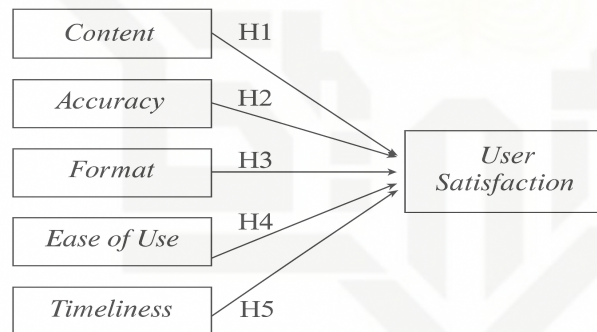 Content
H1
Accuracy
H2
Format
H3
Ease of Use
H4
Timeliness
H5
User
Satisfaction